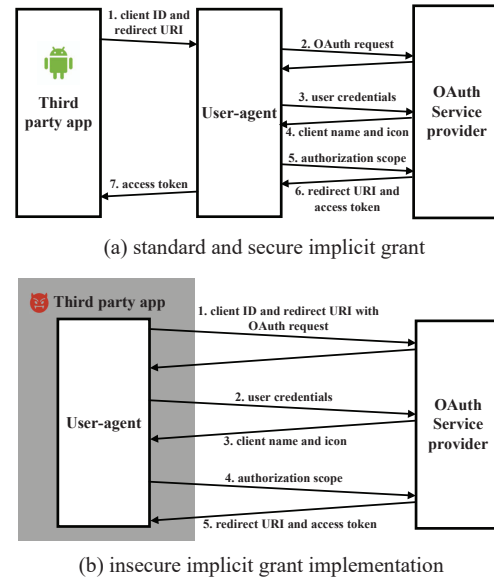 1. client ID and
redirect URI
2. OAuth request
Third
party app
User-agent
OAuth
Service
provider
3. user credentials
4. client name and icon
5. authorization scope
7. access token
6. redirect URI and
access token
(a) standard and secure implicit grant
Third party app
1. client ID and redirect URI with
OAuth request
User-agent
2. user credentials
OAuth
Service
provider
3. client name and icon
4. authorization scope
5. redirect URI and access token
(b) insecure implicit grant implementation